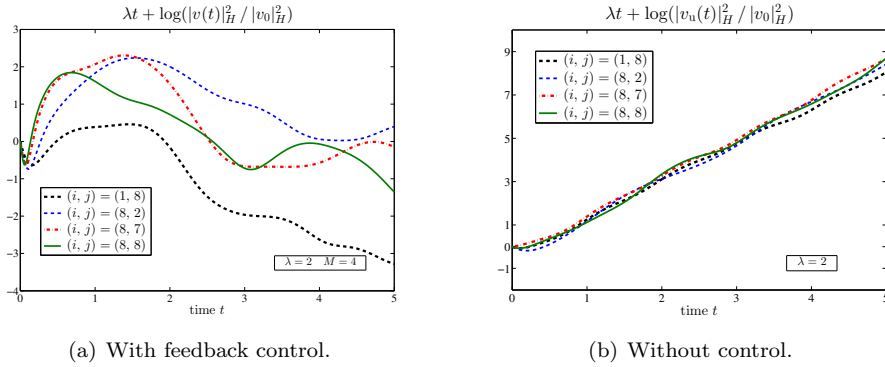 λt + log(|v(t)|²_H / |v₀|²_H)
3
2
1
0
−1
−2
−3
−4
0 1 2 3 4 5
time t
(i, j) = (1, 8)
(i, j) = (8, 2)
(i, j) = (8, 7)
(i, j) = (8, 8)
λ = 2 M = 4
(a) With feedback control.
λt + log(|v_u(t)|²_H / |v₀|²_H)
9
7
5
3
1
0
−1
0 1 2 3 4 5
time t
(i, j) = (1, 8)
(i, j) = (8, 2)
(i, j) = (8, 7)
(i, j) = (8, 8)
λ = 2
(b) Without control.